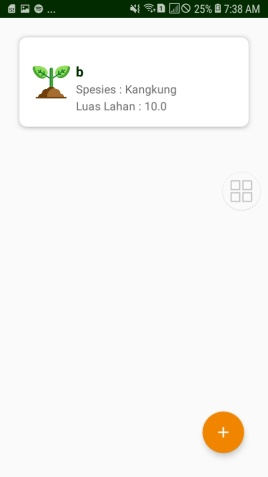 ... 25% 7:38 AM
b
Spesies : Kangkung
Luas Lahan : 10.0
+